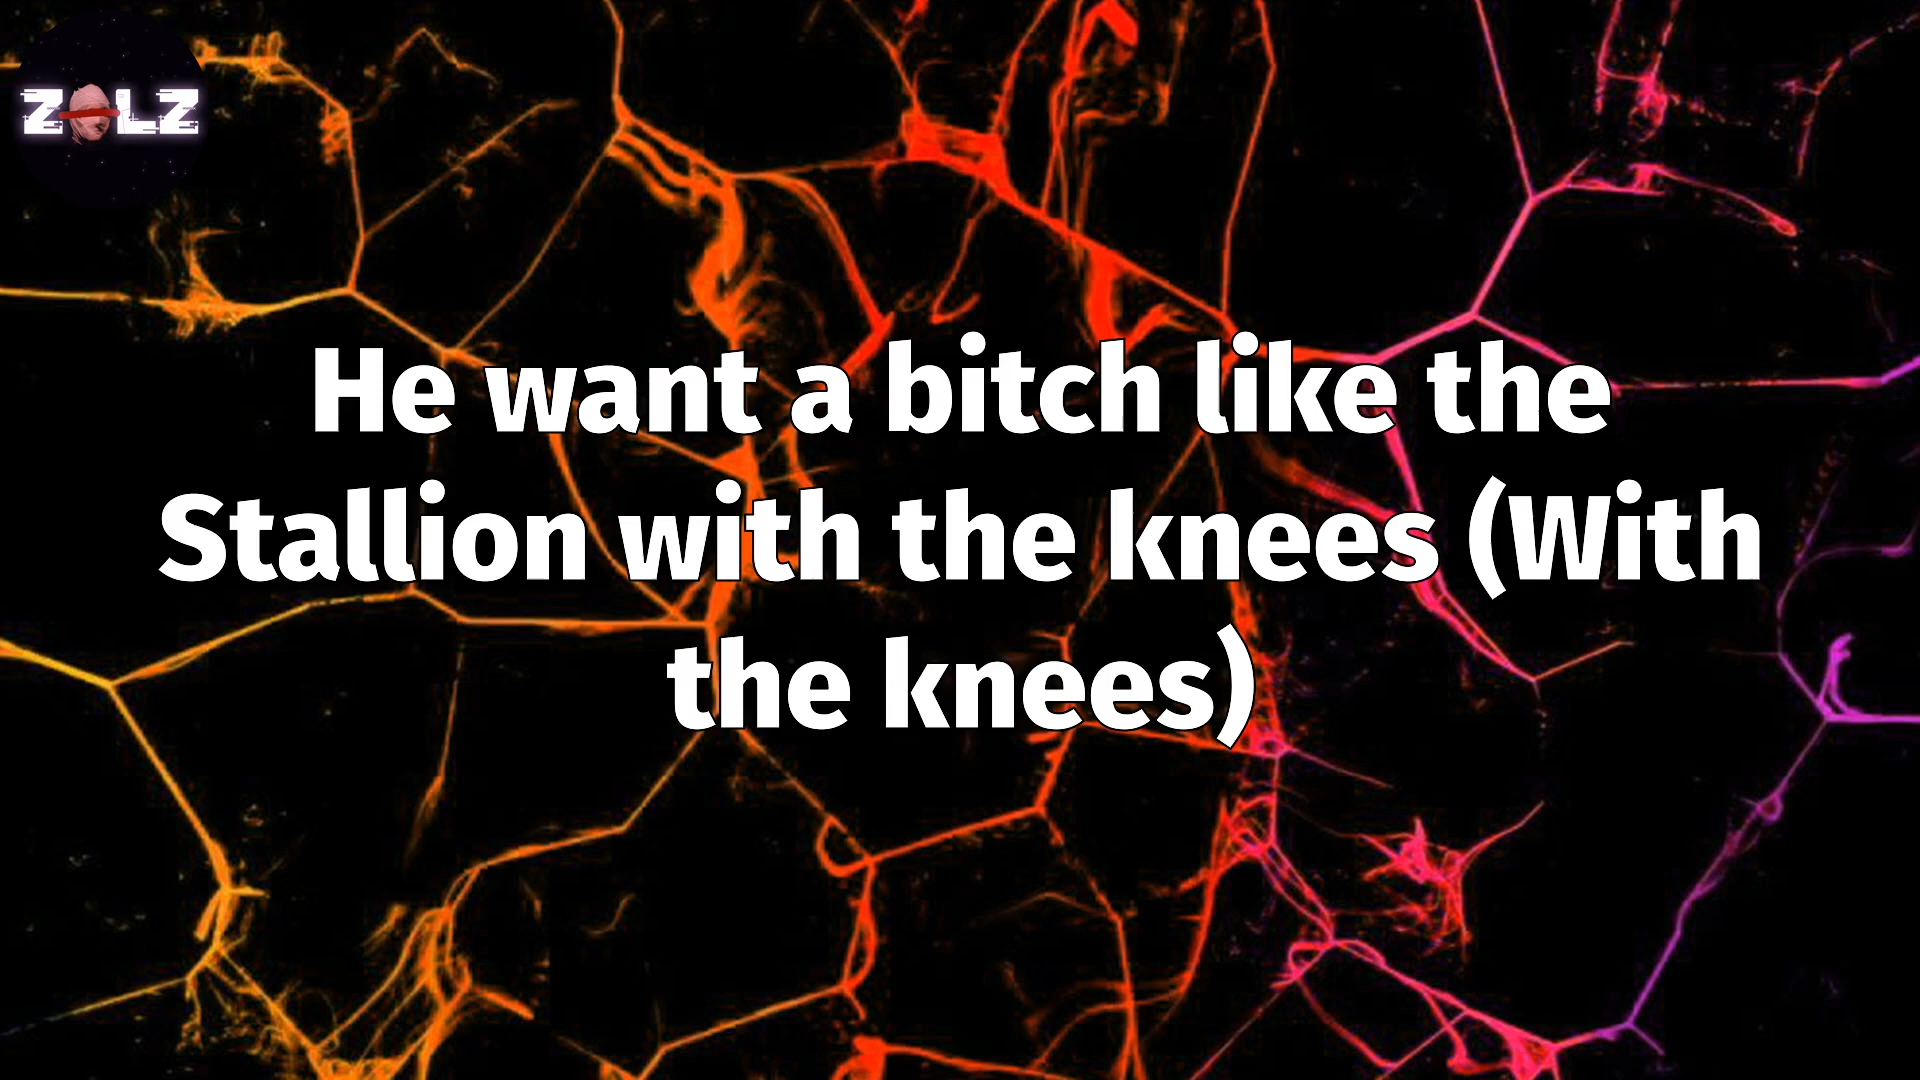 ZOLZ
He want a bitch like the
Stallion with the knees (With
the knees)